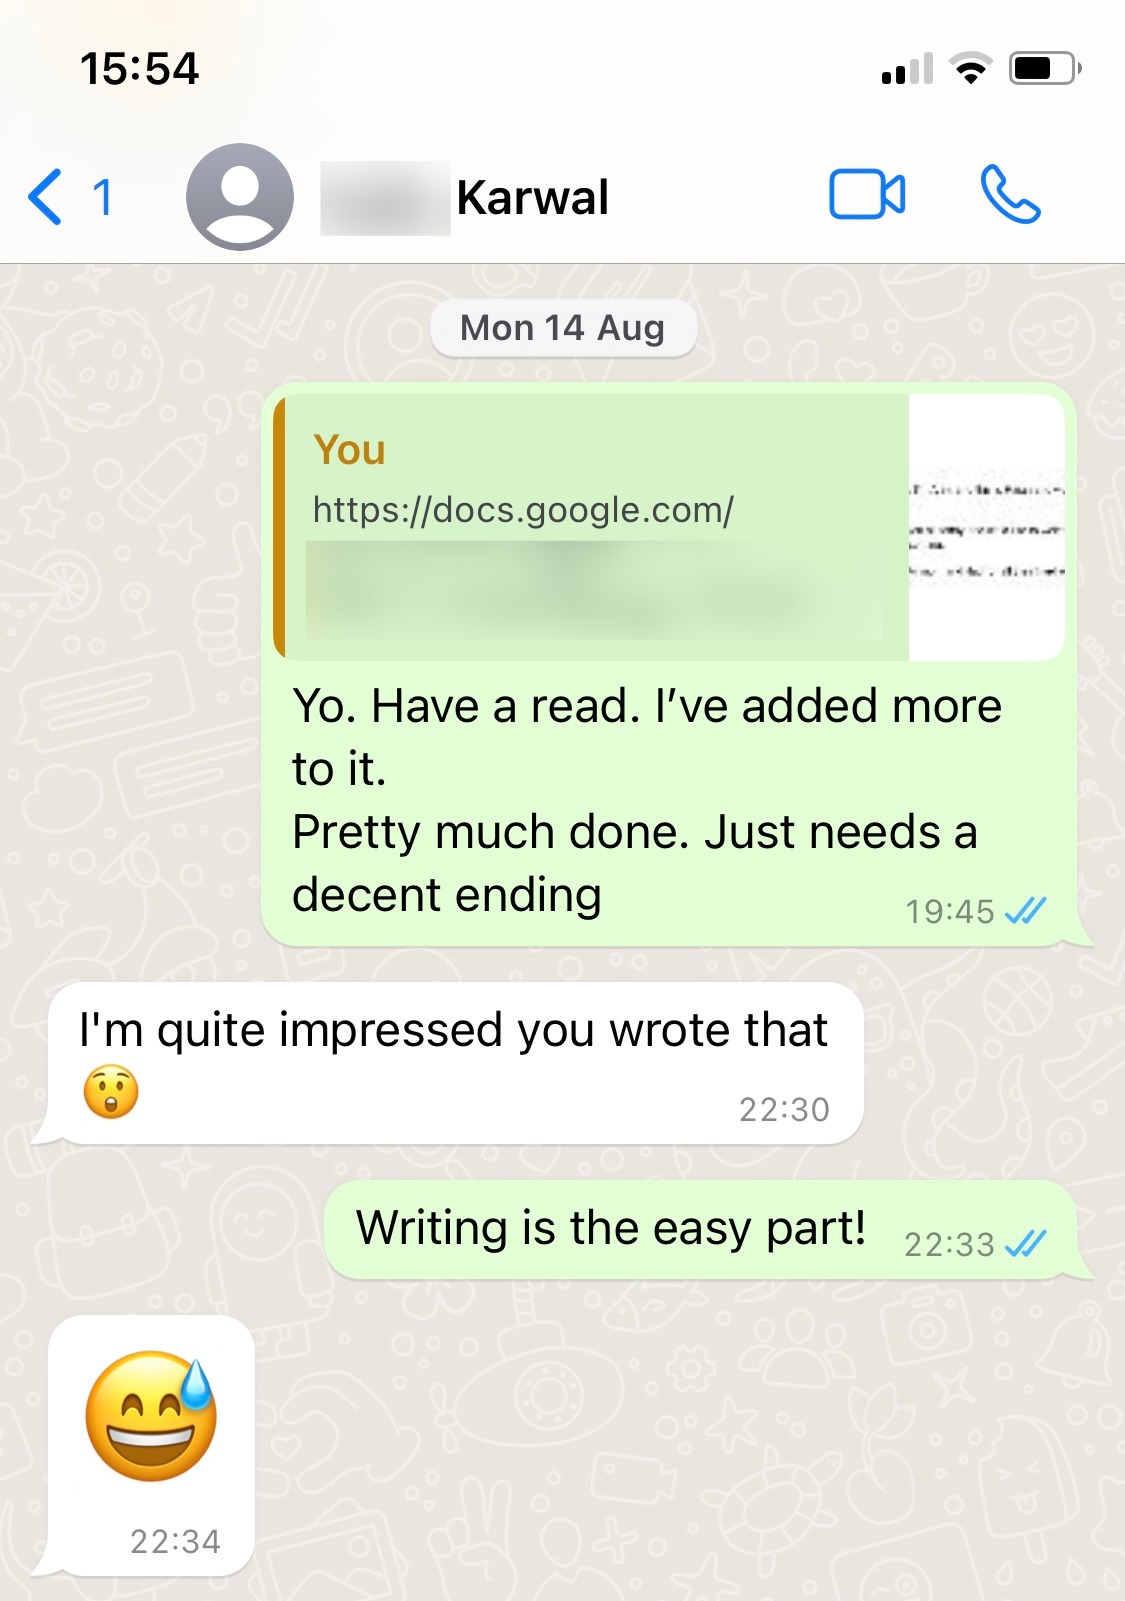 15:54
1
Karwal
Mon 14 Aug
You
https://docs.google.com/
Yo. Have a read. I’ve added more
to it.
Pretty much done. Just needs a
decent ending
19:45
I'm quite impressed you wrote that
😲
22:30
Writing is the easy part!
22:33
😅
22:34